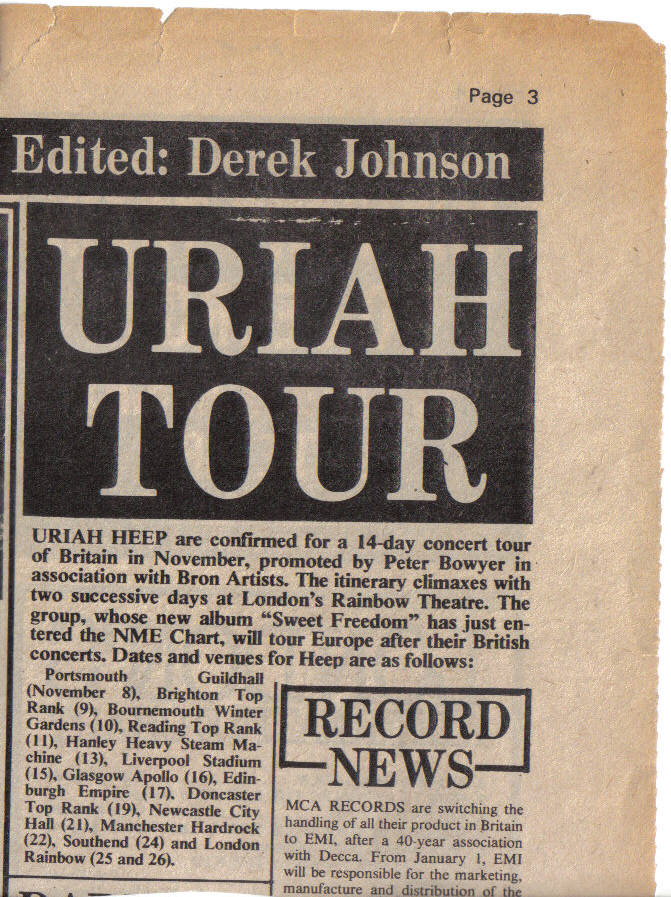 Page 3
Edited: Derek Johnson
URIAH
TOUR
URIAH HEEP are confirmed for a 14-day concert tour
of Britain in November, promoted by Peter Bowyer in
association with Bron Artists. The itinerary climaxes with
two successive days at London's Rainbow Theatre. The
group, whose new album "Sweet Freedom" has just en-
tered the NME Chart, will tour Europe after their British
concerts. Dates and venues for Heep are as follows:
Portsmouth Guildhall
(November 8), Brighton Top
Rank (9), Bournemouth Winter
Gardens (10), Reading Top Rank
(11), Hanley Heavy Steam Ma-
chine (13), Liverpool Stadium
(15), Glasgow Apollo (16), Edin-
burgh Empire (17). Doncaster
Top Rank (19), Newcastle City
Hall (21), Manchester Hardrock
(22), Southend (24) and London
Rainbow (25 and 26).
RECORD
NEWS
MCA RECORDS are switching the
handling of all their product in Britain
to EMI, after a 40-year association
with Decca. From January 1, EMI
will be responsible for the marketing,
manufacture and distribution of the